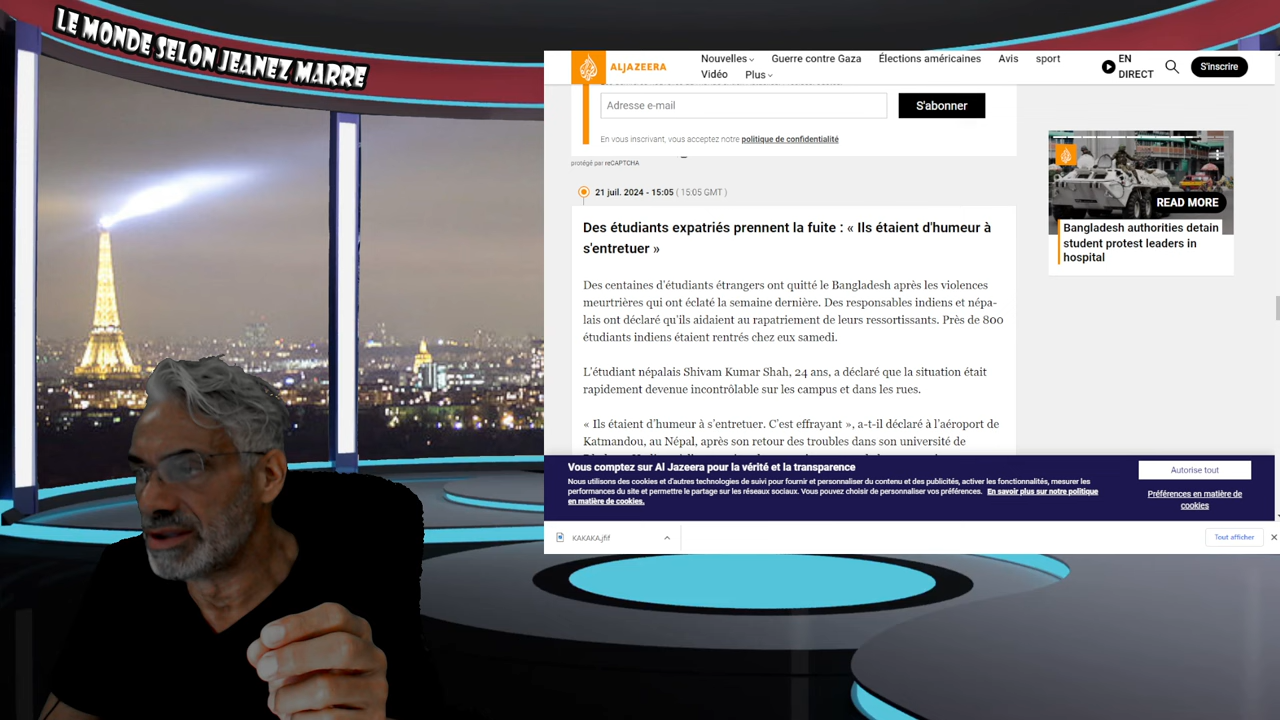 LE MONDE SELON JEANEZ MARRE
ALJAZEERA
Nouvelles
Guerre contre Gaza
Élections américaines
Avis
sport
Vidéo
Plus
EN
DIRECT
S'inscrire
Adresse e-mail
S'abonner
En vous inscrivant, vous acceptez notre politique de confidentialité
protégé par reCAPTCHA
21 juil. 2024 - 15:05 ( 15:05 GMT )
Des étudiants expatriés prennent la fuite : « Ils étaient d'humeur à
s'entretuer »
Des centaines d'étudiants étrangers ont quitté le Bangladesh après les violences
meurtrières qui ont éclaté la semaine dernière. Des responsables indiens et népa-
lais ont déclaré qu'ils aidaient au rapatriement de leurs ressortissants. Près de 800
étudiants indiens étaient rentrés chez eux samedi.
L'étudiant népalais Shivam Kumar Shah, 24 ans, a déclaré que la situation était
rapidement devenue incontrôlable sur les campus et dans les rues.
« Ils étaient d'humeur à s'entretuer. C'est effrayant », a-t-il déclaré à l'aéroport de
Katmandou, au Népal, après son retour des troubles dans son université de
READ MORE
Bangladesh authorities detain
student protest leaders in
hospital
Vous comptez sur Al Jazeera pour la vérité et la transparence
Nous utilisons des cookies et d'autres technologies de suivi pour fournir et personnaliser du contenu et des publicités, activer les fonctionnalités, mesurer les
performances du site et permettre le partage sur les réseaux sociaux. Vous pouvez choisir de personnaliser vos préférences. En savoir plus sur notre politique
en matière de cookies.
Autorise tout
Préférences en matière de
cookies
KAKAKA.jfif
Tout afficher